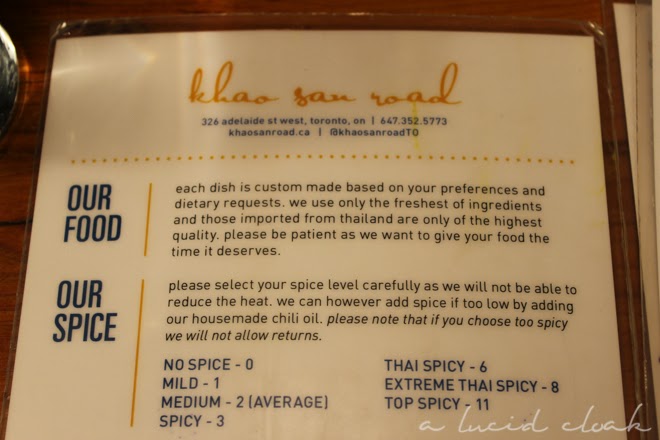 khao san road
326 adelaide st west, toronto, on | 647.352.5773
khaosanroad.ca | @khaosanroadTO
OUR
FOOD
each dish is custom made based on your preferences and
dietary requests. we use only the freshest of ingredients
and those imported from thailand are only of the highest
quality. please be patient as we want to give your food the
time it deserves.
OUR
SPICE
please select your spice level carefully as we will not be able to
reduce the heat. we can however add spice if too low by adding
our housemade chili oil. please note that if you choose too spicy
we will not allow returns.
NO SPICE - 0
MILD - 1
MEDIUM - 2 (AVERAGE)
SPICY - 3
THAI SPICY - 6
EXTREME THAI SPICY - 8
TOP SPICY - 11
a lucid cloak